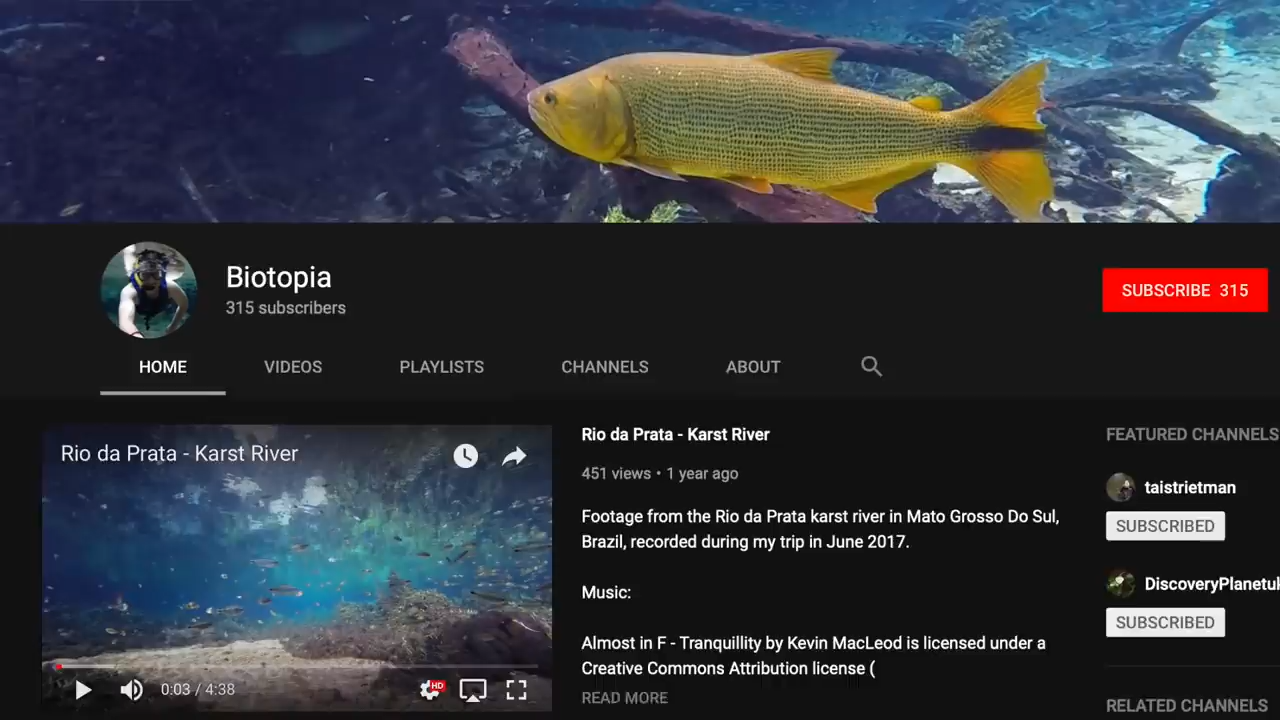 Biotopia
315 subscribers
SUBSCRIBE 315
HOME VIDEOS PLAYLISTS CHANNELS ABOUT
Rio da Prata - Karst River
HD
0:03 / 4:38
Rio da Prata - Karst River
451 views • 1 year ago
Footage from the Rio da Prata karst river in Mato Grosso Do Sul,
Brazil, recorded during my trip in June 2017.
Music:
Almost in F - Tranquillity by Kevin MacLeod is licensed under a
Creative Commons Attribution license (
READ MORE
FEATURED CHANNELS
taistrietman
SUBSCRIBED
DiscoveryPlanetuk
SUBSCRIBED
RELATED CHANNELS